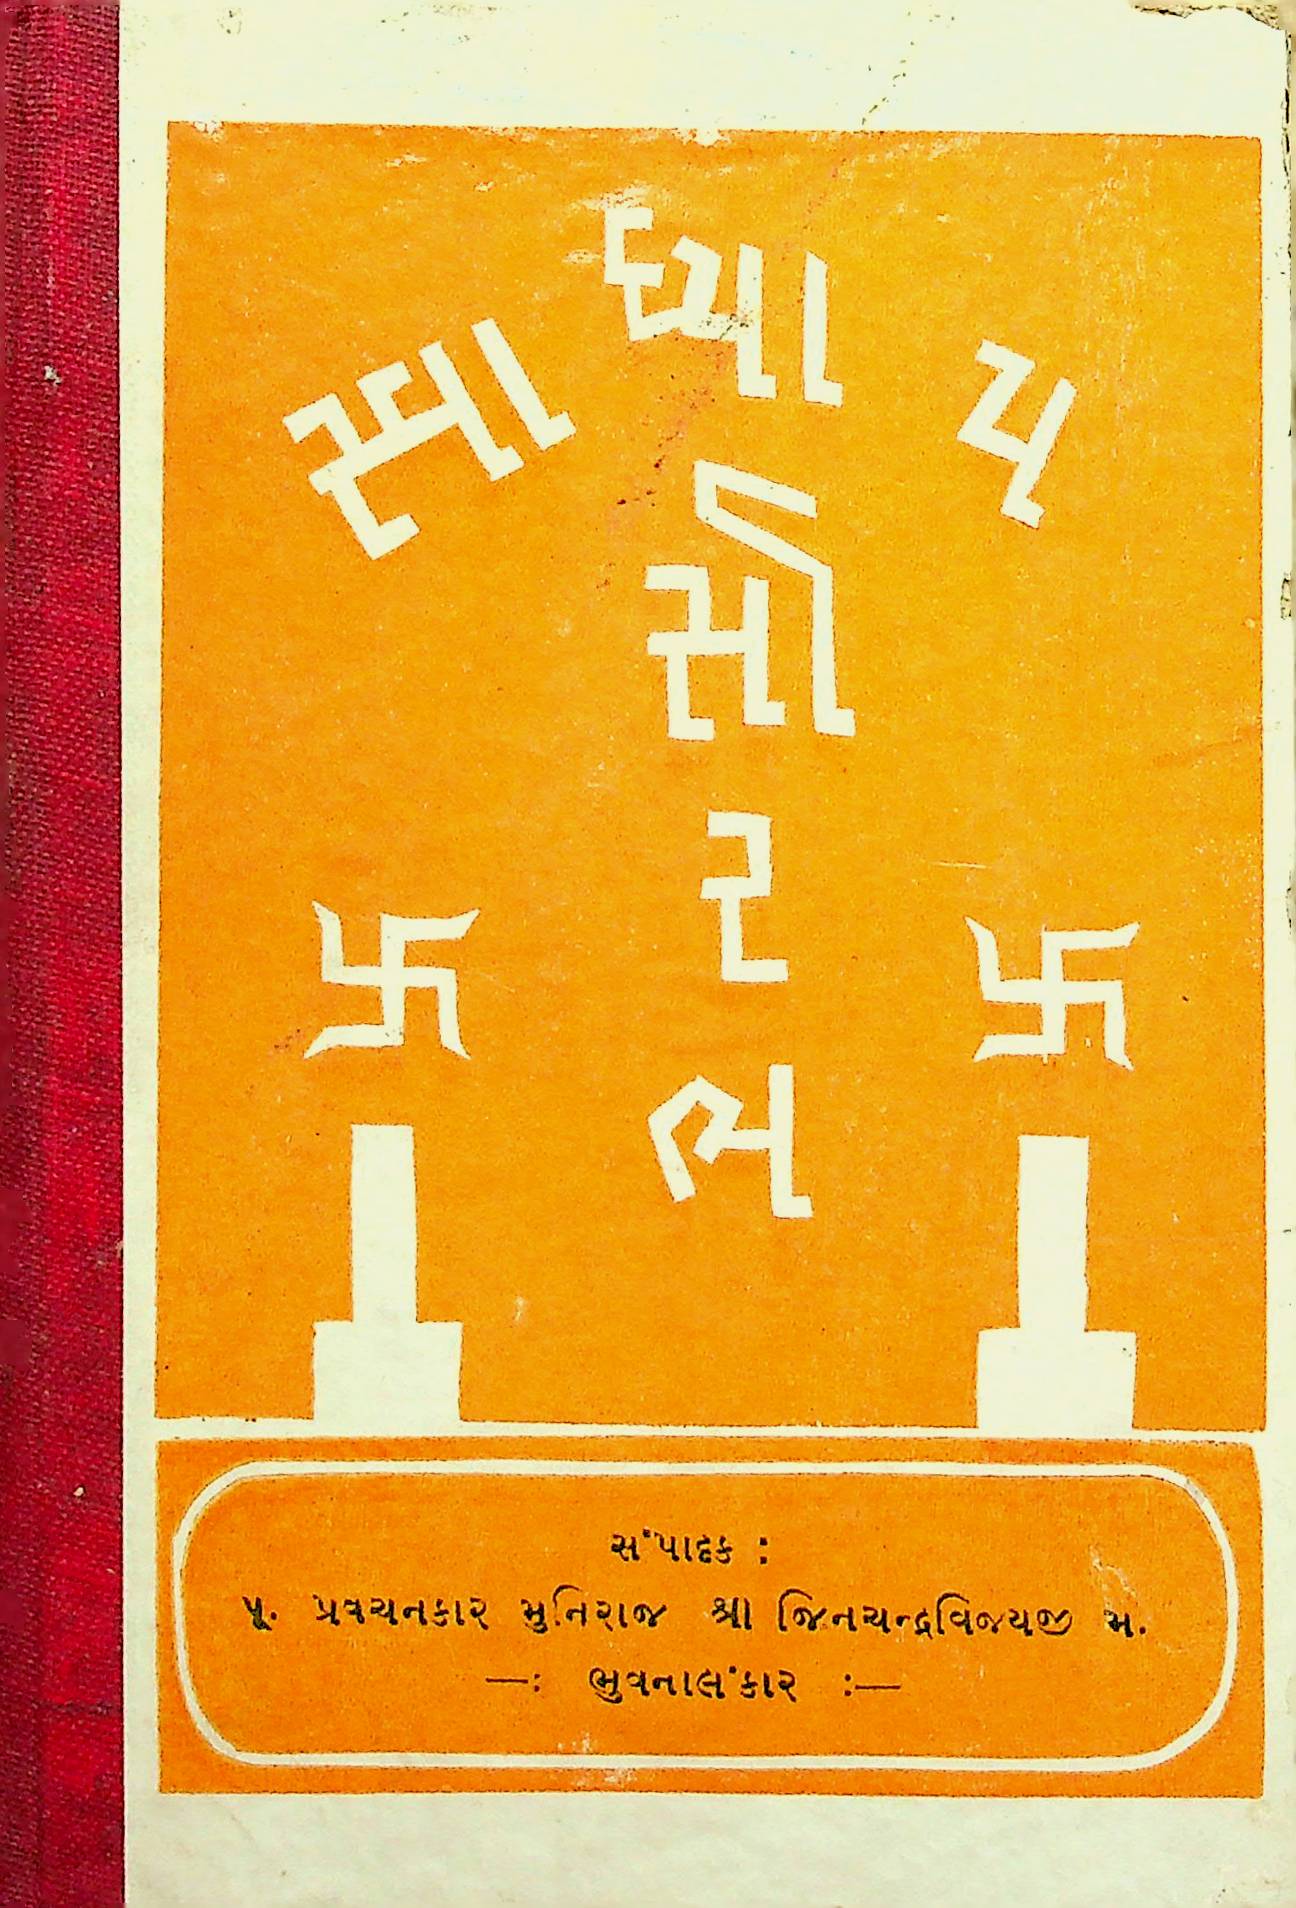 સ્વાધ્યાય
સૌરભ
સંપાદક :
પૂ. પ્રવચનકાર મુનિરાજ શ્રી જિનચન્દ્રવિજયજી મ.
—: ભુવનાલંકાર :—